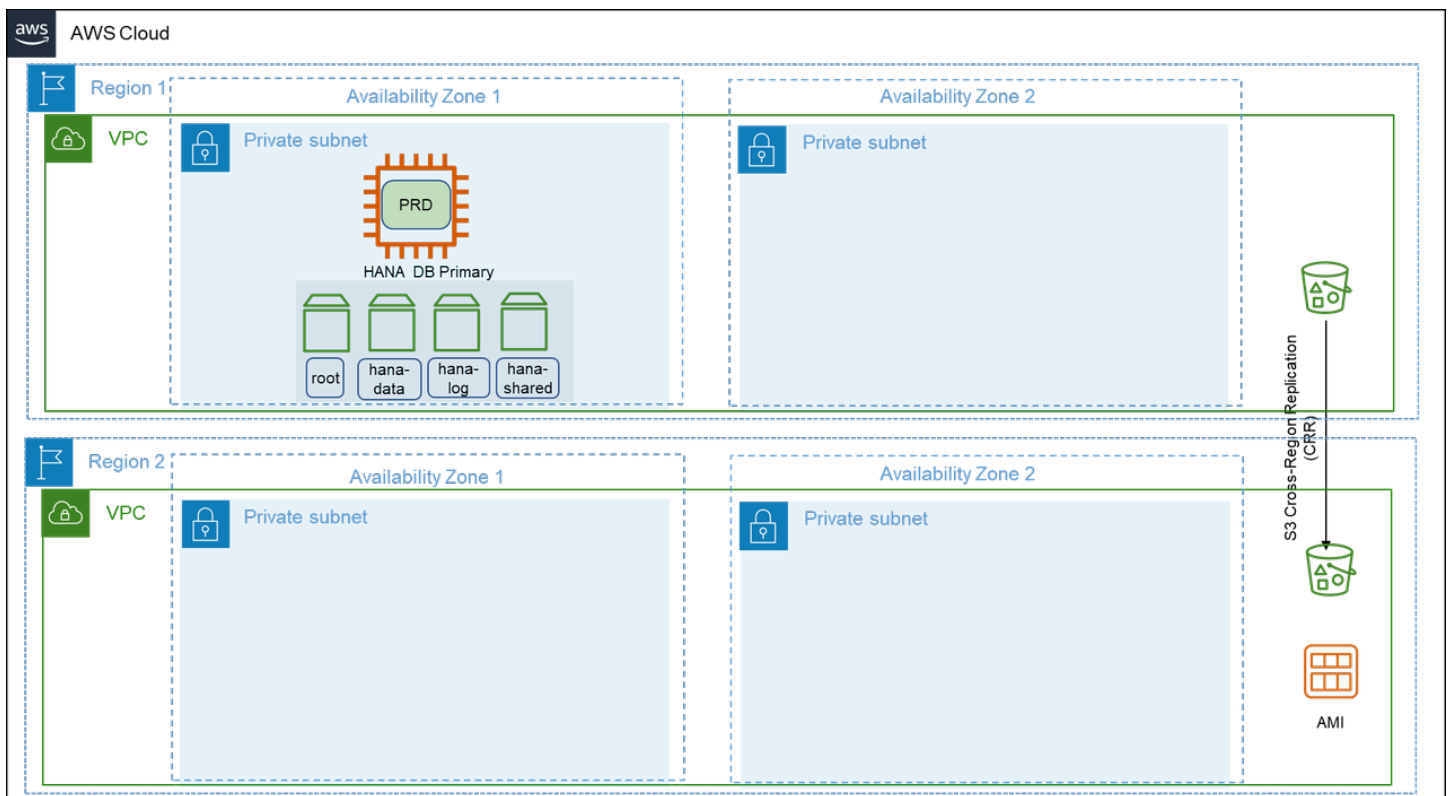 aws
AWS Cloud
Region 1
Availability Zone 1
Availability Zone 2
VPC
Private subnet
Private subnet
PRD
HANA DB Primary
root
hana-
data
hana-
log
hana-
shared
S3 Cross-Region Replication
(CRR)
Region 2
Availability Zone 1
Availability Zone 2
VPC
Private subnet
Private subnet
AMI